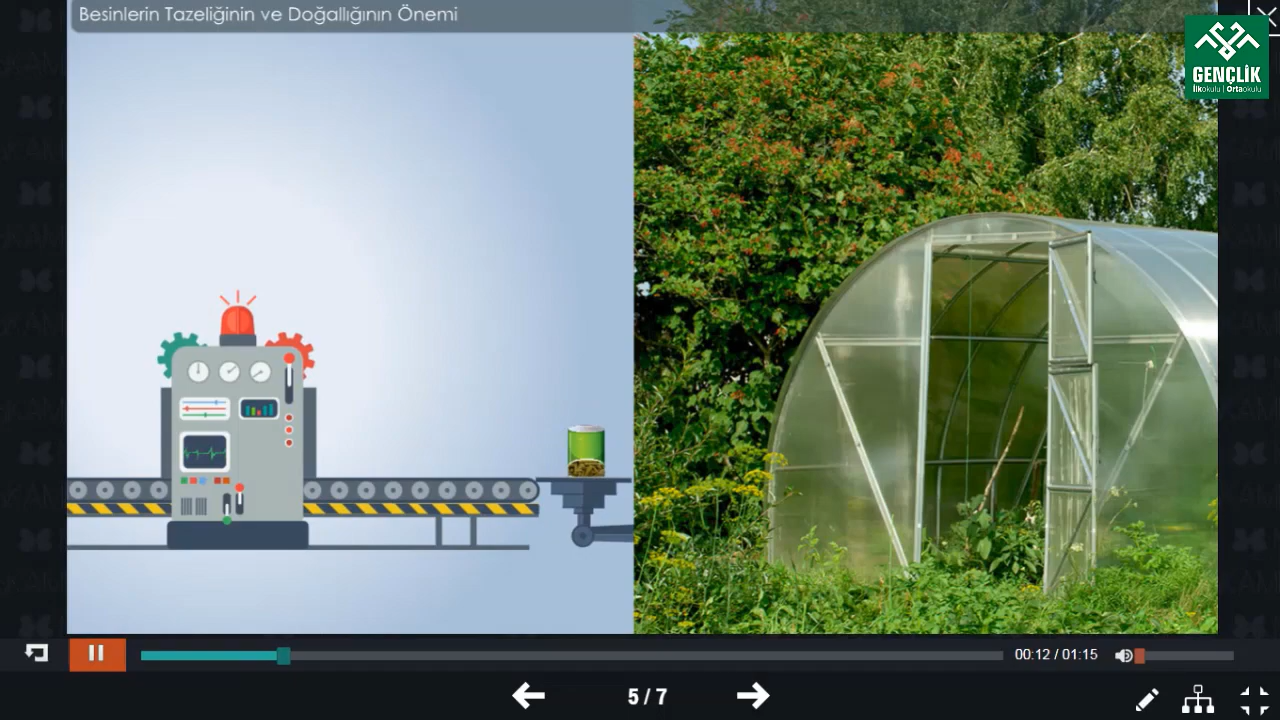 Besinlerin Tazeliğinin ve Doğallığının Önemi
GENÇLİK
İlkokulu | Ortaokulu
00:12 / 01:15
5 / 7